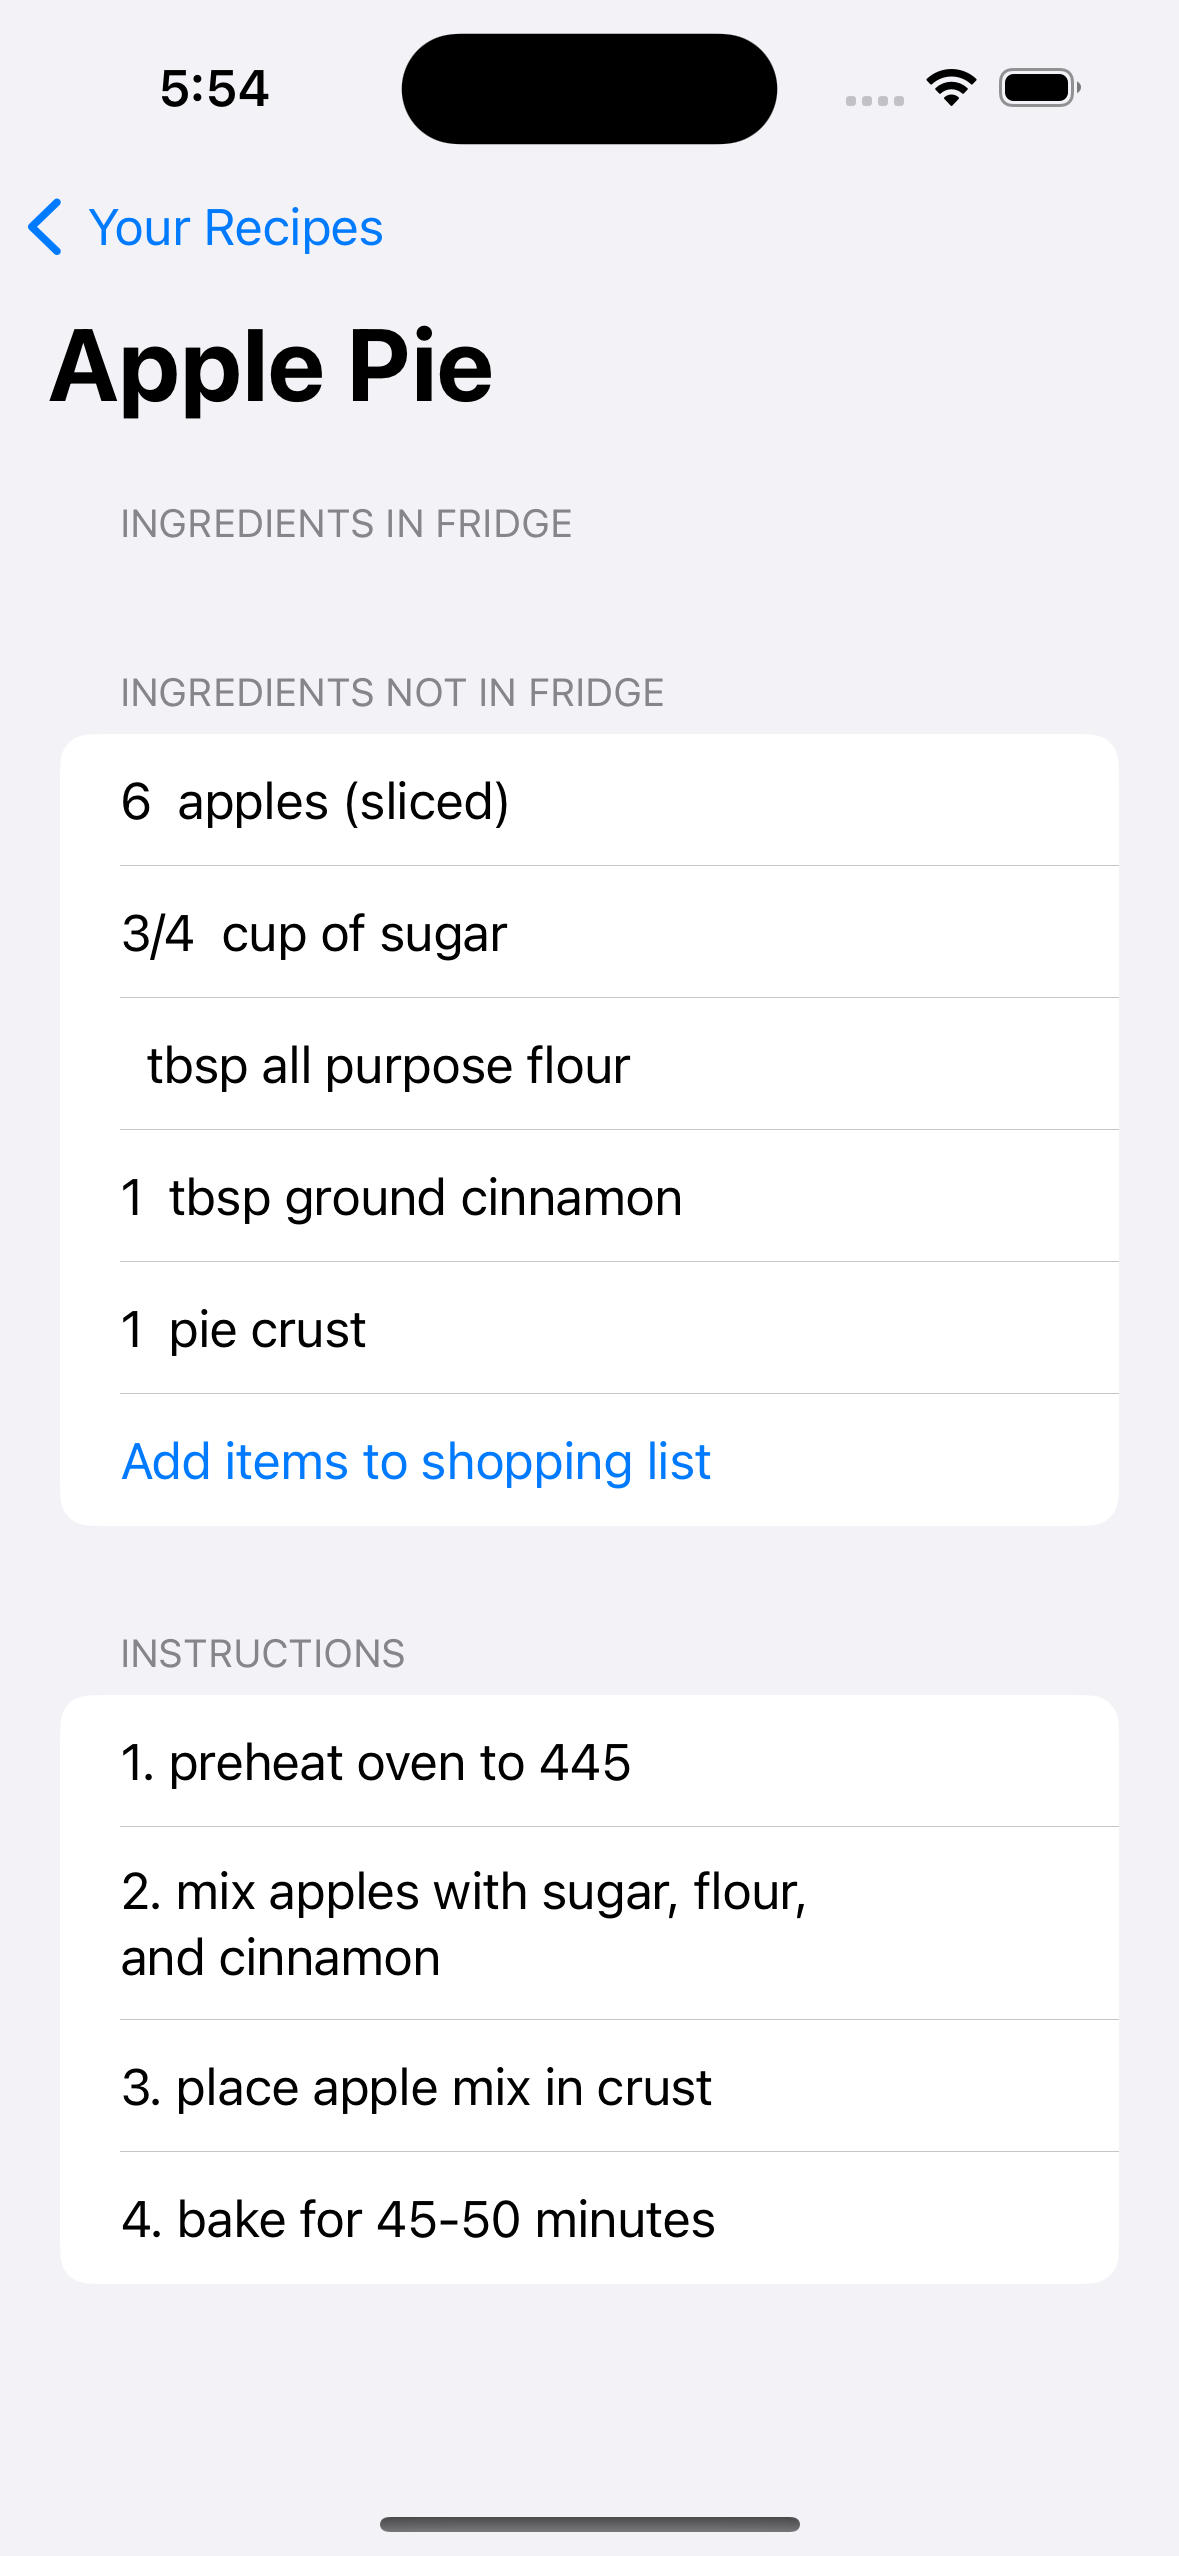 5:54
Your Recipes
Apple Pie
INGREDIENTS IN FRIDGE
INGREDIENTS NOT IN FRIDGE
6  apples (sliced)
3/4  cup of sugar
tbsp all purpose flour
1  tbsp ground cinnamon
1  pie crust
Add items to shopping list
INSTRUCTIONS
1. preheat oven to 445
2. mix apples with sugar, flour,
and cinnamon
3. place apple mix in crust
4. bake for 45-50 minutes